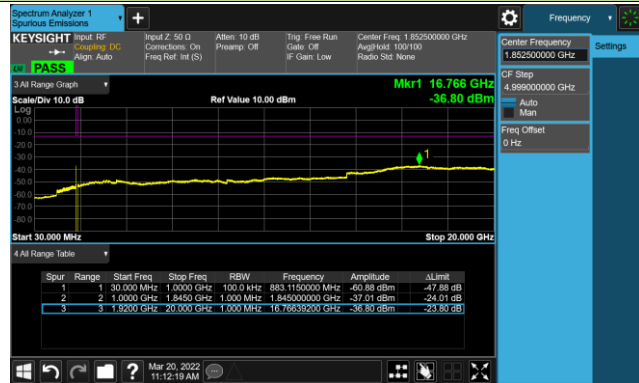 Spectrum Analyzer 1
Spurious Emissions
Frequency
KEYSIGHT Input: RF Input Z: 50 Ω Atten: 10 dB Trig: Free Run Center Freq: 1.852500000 GHz
Coupling: DC Corrections: On Preamp: Off Gate: Off Avg|Hold: 100/100
Align: Auto Freq Ref: Int (S) IF Gain: Low Radio Std: None
PASS
Center Frequency
1.852500000 GHz
Settings
CF Step
4.999000000 GHz
Auto
Man
Freq Offset
0 Hz
3 All Range Graph
Mkr1 16.766 GHz
Scale/Div 10.0 dB Ref Value 10.00 dBm -36.80 dBm
Log
0.00
-10.0
-20.0
-30.0
-40.0
-50.0
-60.0
-70.0
-80.0
1
Start 30.000 MHz Stop 20.000 GHz
4 All Range Table
Spur Range Start Freq Stop Freq RBW Frequency Amplitude ΔLimit
1 1 30.000 MHz 1.0000 GHz 100.0 kHz 883.1150000 MHz -60.88 dBm -47.88 dB
2 2 1.0000 GHz 1.8450 GHz 1.000 MHz 1.845000000 GHz -37.01 dBm -24.01 dB
3 3 1.9200 GHz 20.000 GHz 1.000 MHz 16.76639200 GHz -36.80 dBm -23.80 dB
Mar 20, 2022
11:12:19 AM